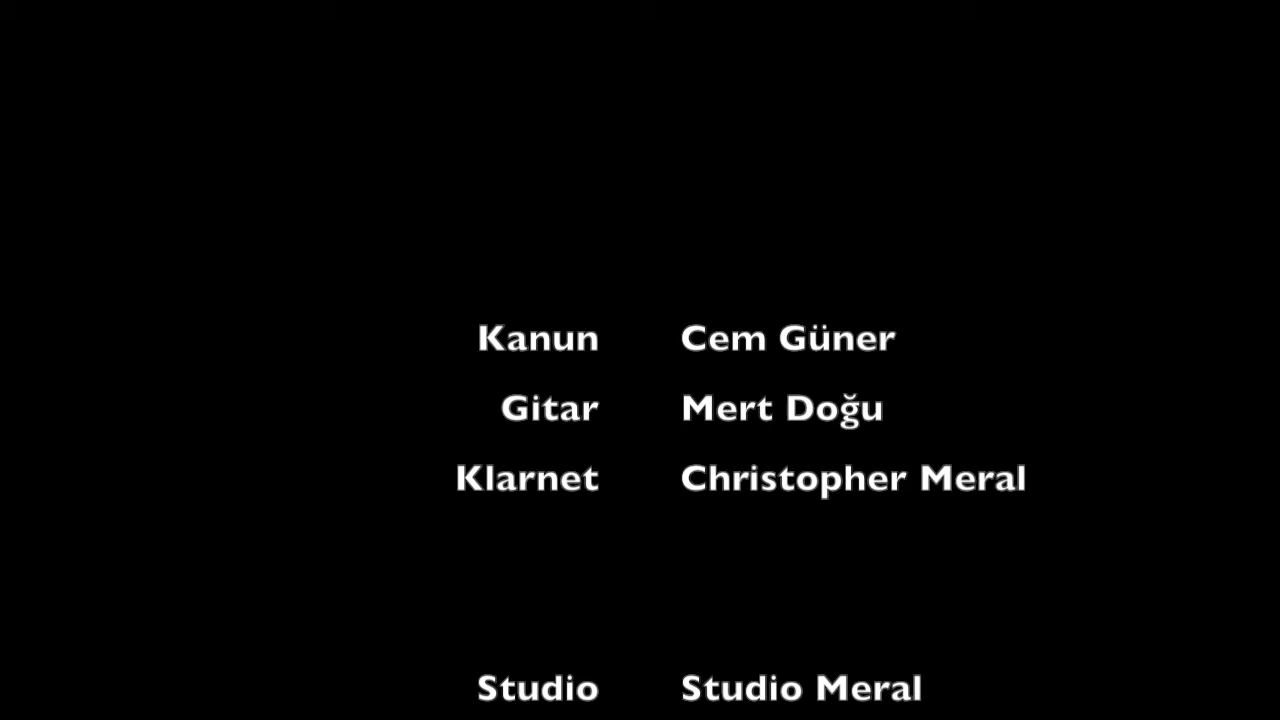 Kanun Cem Güner
Gitar Mert Doğu
Klarnet Christopher Meral
Studio Studio Meral